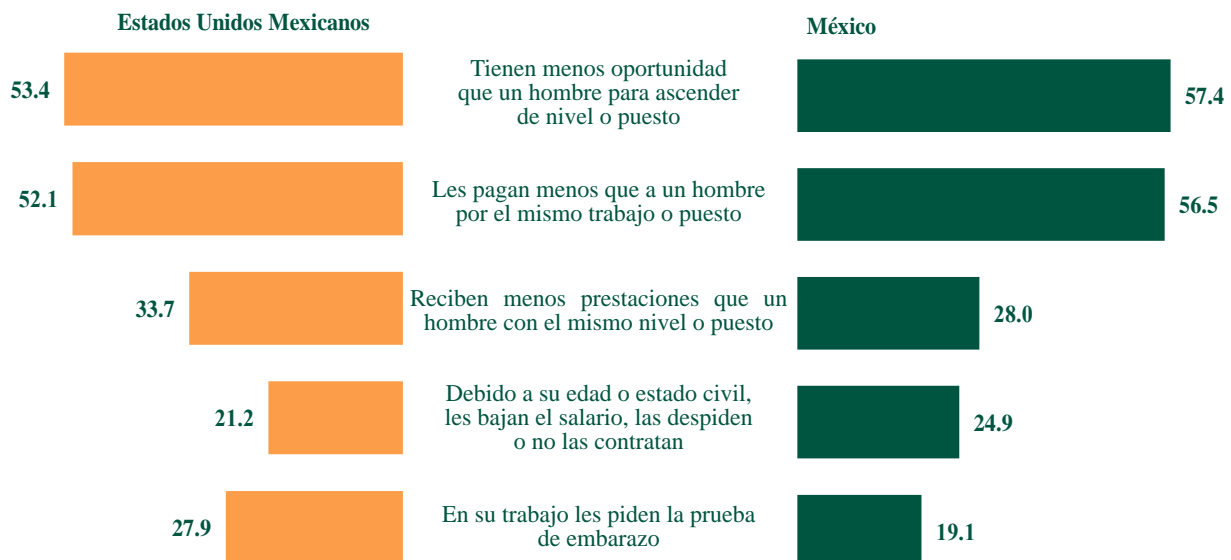 Estados Unidos Mexicanos
México
53.4
Tienen menos oportunidad
que un hombre para ascender
de nivel o puesto
57.4
52.1
Les pagan menos que a un hombre
por el mismo trabajo o puesto
56.5
33.7
Reciben menos prestaciones que un
hombre con el mismo nivel o puesto
28.0
21.2
Debido a su edad o estado civil,
les bajan el salario, las despiden
o no las contratan
24.9
27.9
En su trabajo les piden la prueba
de embarazo
19.1